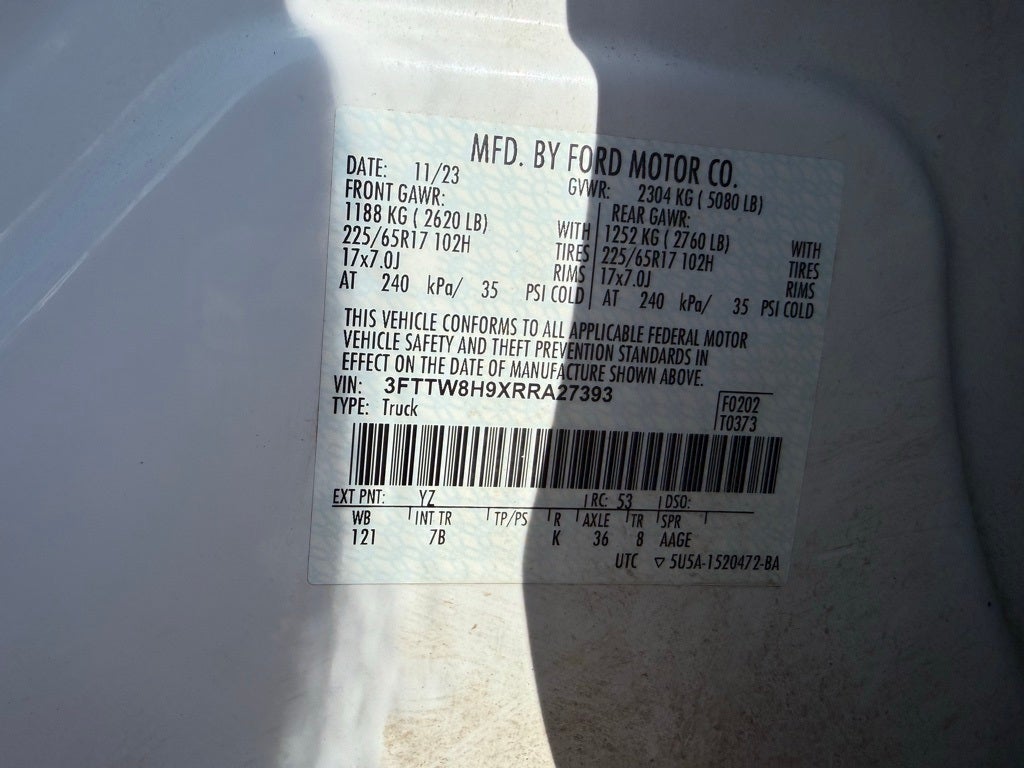 MFD. BY FORD MOTOR CO.
DATE: 11/23 GVWR: 2304 KG ( 5080 LB)
FRONT GAWR: REAR GAWR:
1188 KG ( 2620 LB) WITH 1252 KG ( 2760 LB) WITH
225/65R17 102H TIRES 225/65R17 102H TIRES
17x7.0J RIMS 17x7.0J RIMS
AT 240 kPa/ 35 PSI COLD AT 240 kPa/ 35 PSI COLD
THIS VEHICLE CONFORMS TO ALL APPLICABLE FEDERAL MOTOR
VEHICLE SAFETY AND THEFT PREVENTION STANDARDS IN
EFFECT ON THE DATE OF MANUFACTURE SHOWN ABOVE.
VIN: 3FTTW8H9XRRA27393
TYPE: Truck
F0202
T0373
EXT PNT: YZ RC: 53 DSO:
WB INT TR TP/PS R AXLE TR SPR
121 7B K 36 8 AAGE
UTC ▽ 5U5A-1520472-BA